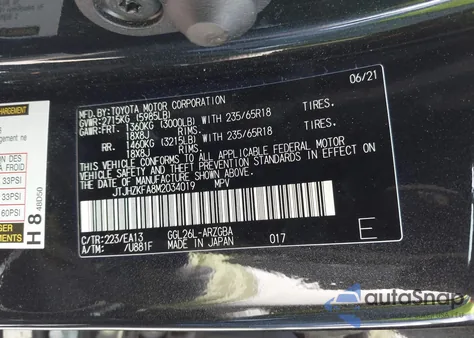 06/21
MFD.BY:TOYOTA MOTOR CORPORATION
GVWR:2715KG (5985LB)
GAWR:FRT. 1360KG (3000LB) WITH 235/65R18 TIRES.
18X8J RIMS.
RR. 1460KG (3215LB) WITH 235/65R18 TIRES.
18X8J RIMS.
THIS VEHICLE CONFORMS TO ALL APPLICABLE FEDERAL MOTOR
VEHICLE SAFETY AND THEFT PREVENTION STANDARDS IN EFFECT ON
THE DATE OF MANUFACTURE SHOWN ABOVE.
JTJHZKFA8M2034019 MPV
C/TR:223/EA13 GGL26L-ARZGBA
A/TM: /U881F MADE IN JAPAN 017 E
33PSI
33PSI
60PSI
H 8 48D50
autoSnap